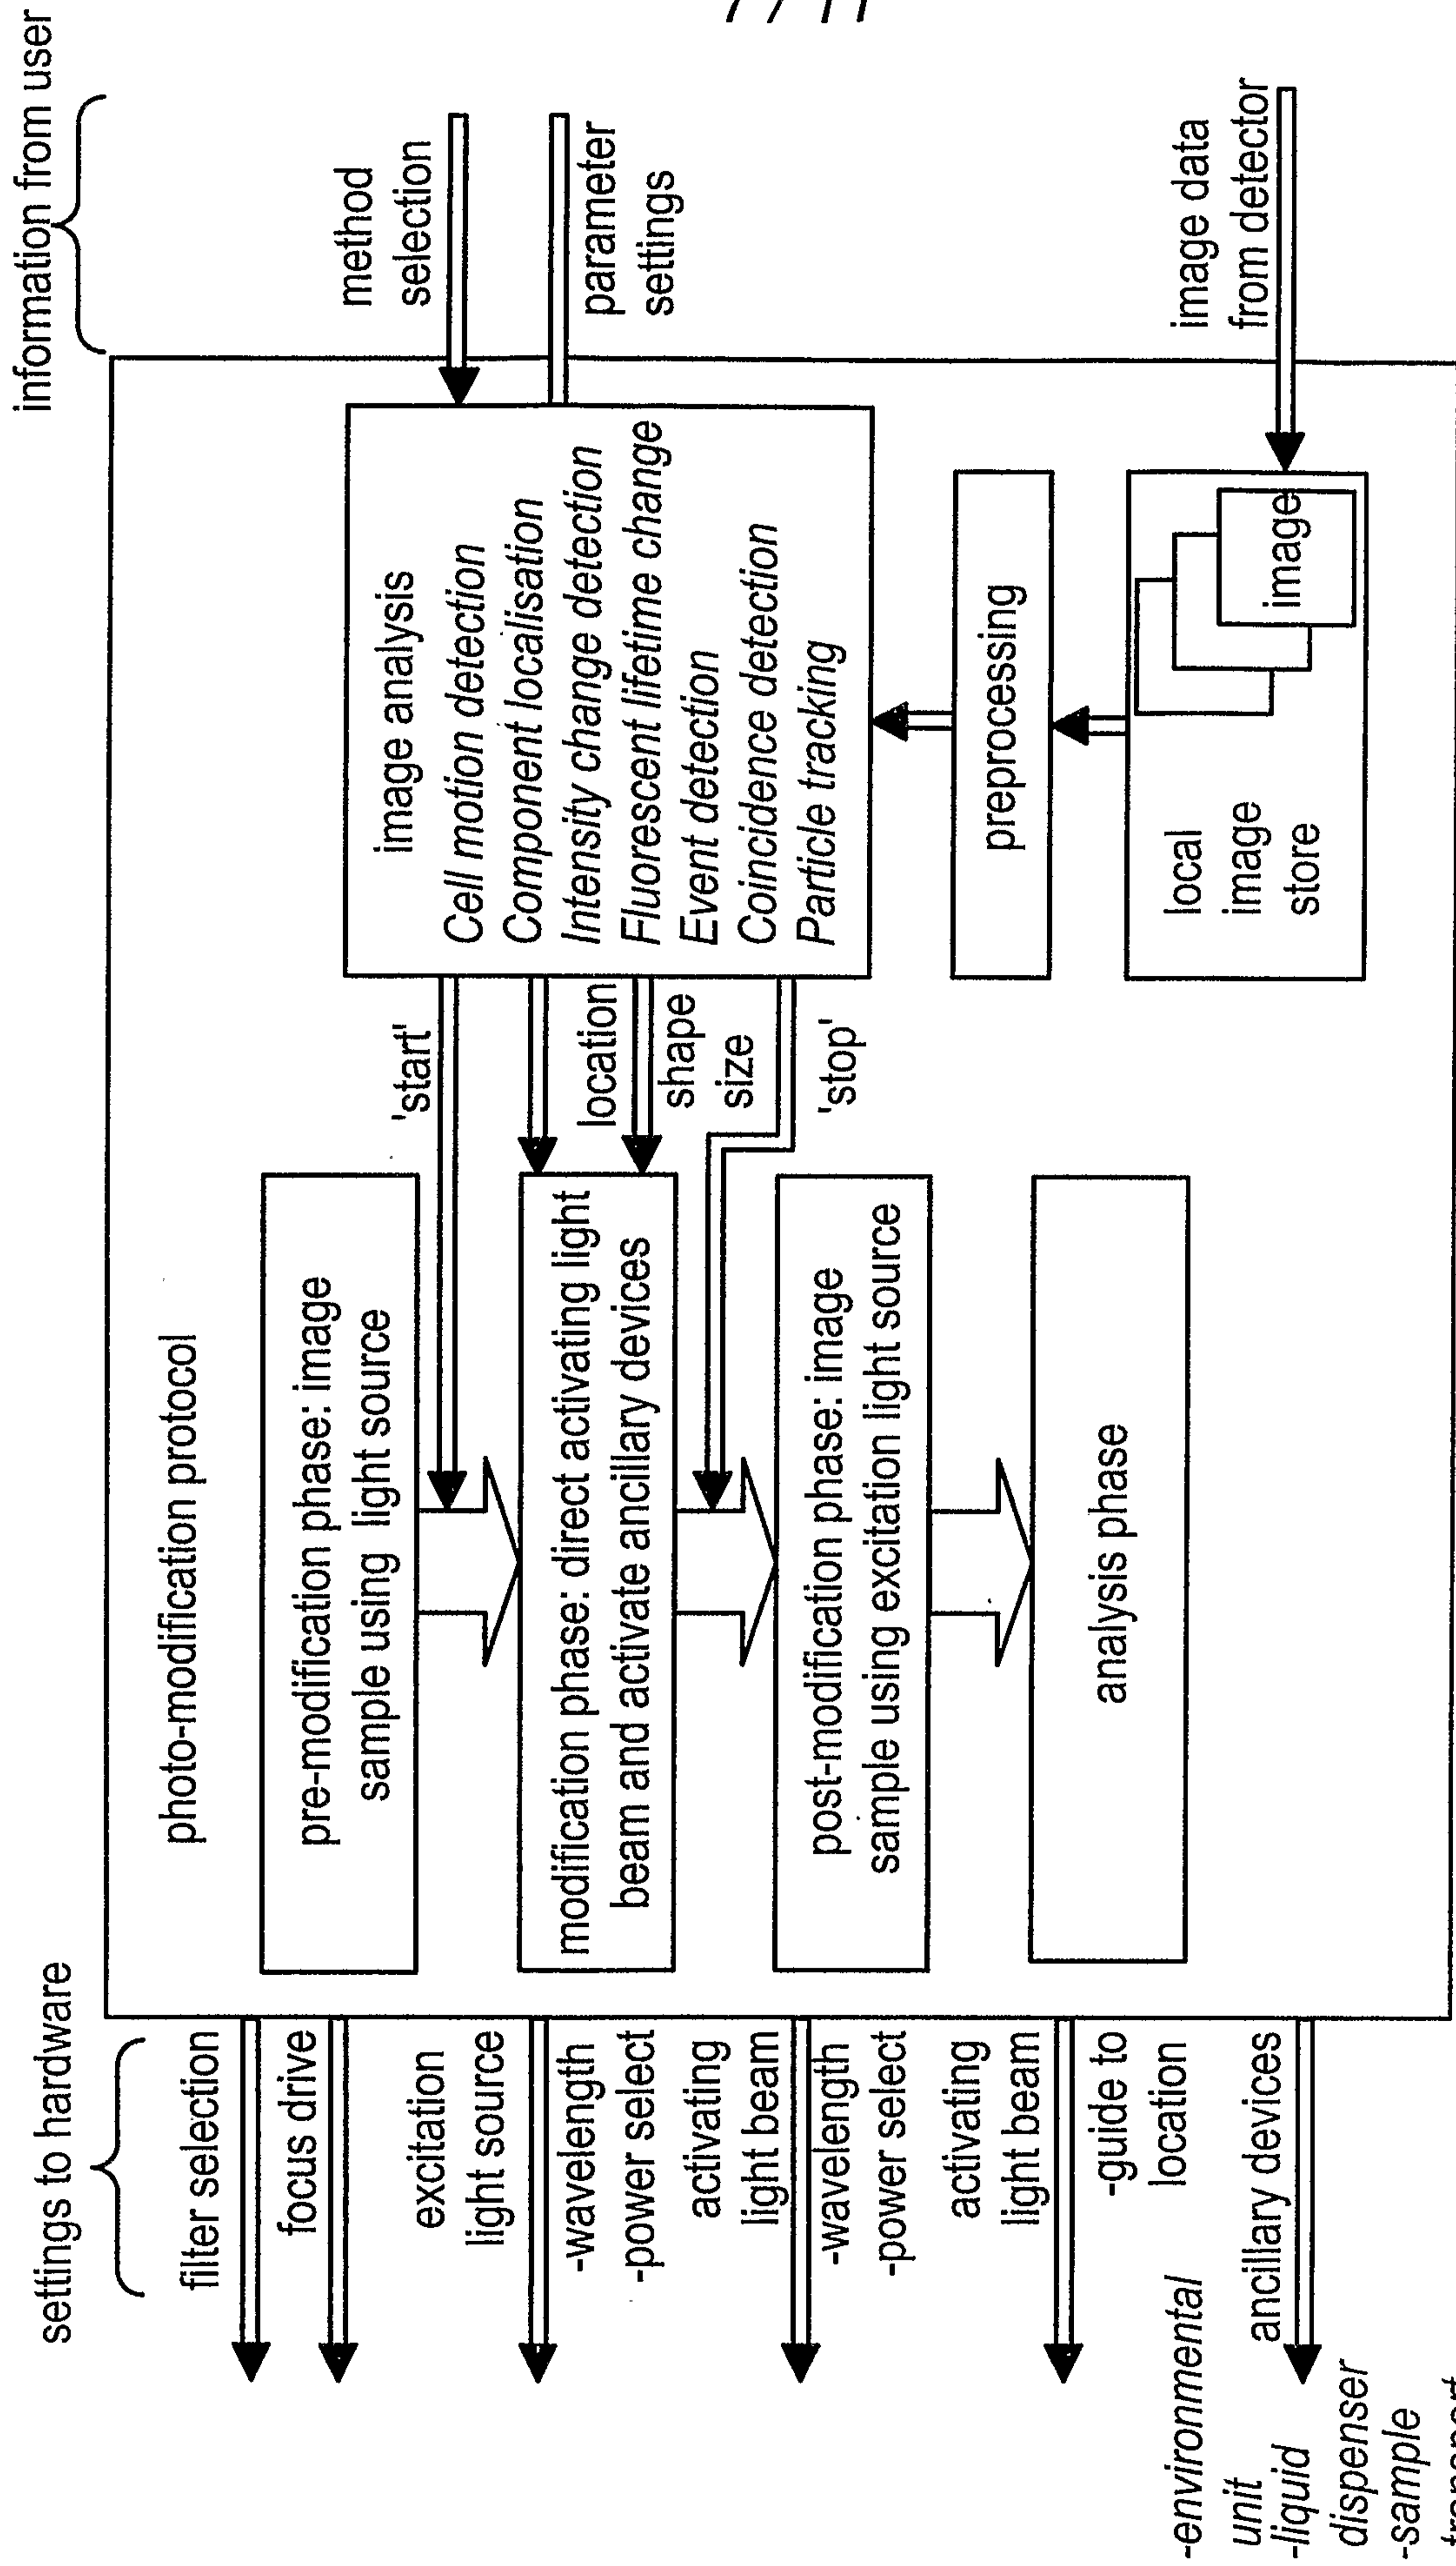 7 / 11
settings to hardware
filter selection
focus drive
excitation
light source
-wavelength
-power select
activating
light beam
-wavelength
-power select
activating
light beam
-guide to
location
ancillary devices
-environmental
unit
-liquid
dispenser
-sample
photo-modification protocol
pre-modification phase: image
sample using light source
modification phase: direct activating light
beam and activate ancillary devices
post-modification phase: image
sample using excitation light source
analysis phase
'start'
location
shape
size
'stop'
image analysis
Cell motion detection
Component localisation
Intensity change detection
Fluorescent lifetime change
Event detection
Coincidence detection
Particle tracking
preprocessing
local
image
store
image
information from user
method
selection
parameter
settings
image data
from detector